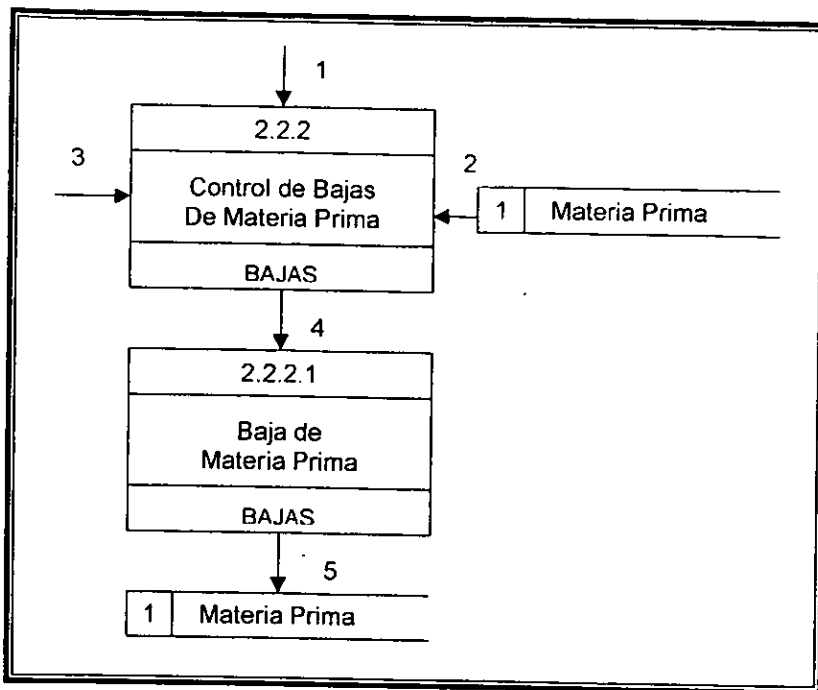 1
2.2.2
3
2
Control de Bajas
De Materia Prima
1 Materia Prima
BAJAS
4
2.2.2.1
Baja de
Materia Prima
BAJAS
5
1 Materia Prima